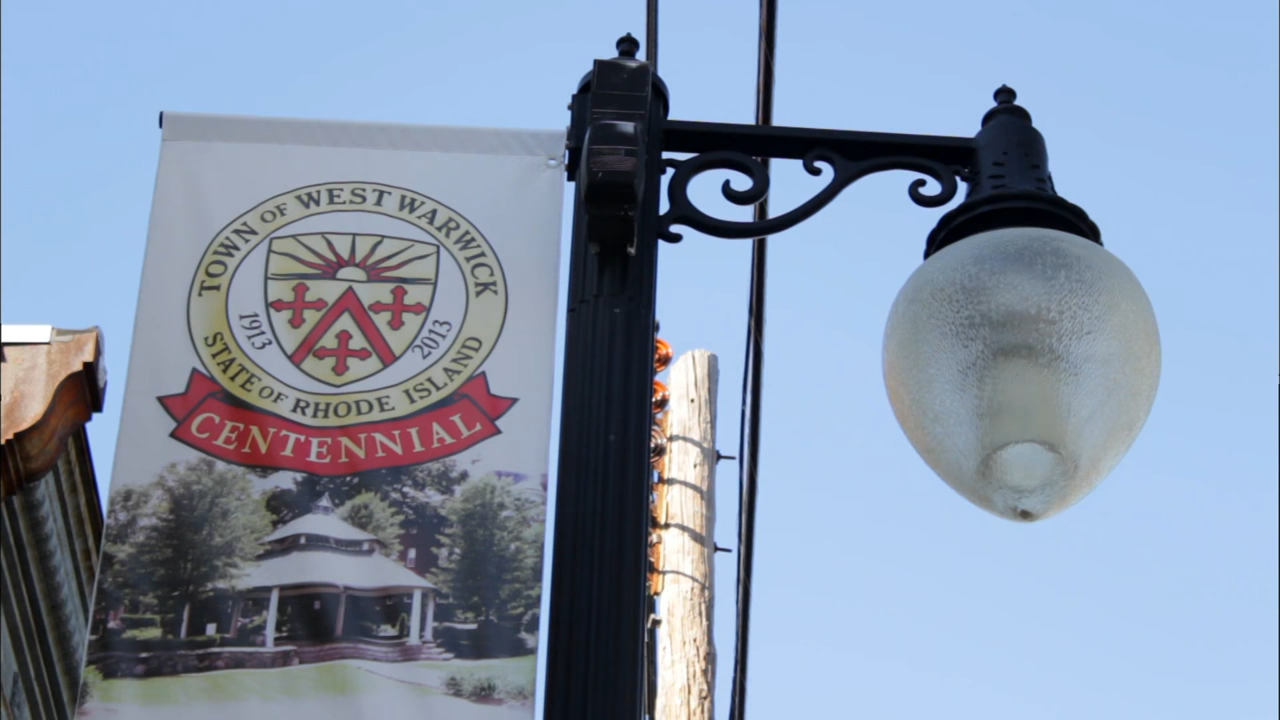 TOWN OF WEST WARWICK
1913 2013
STATE OF RHODE ISLAND
CENTENNIAL